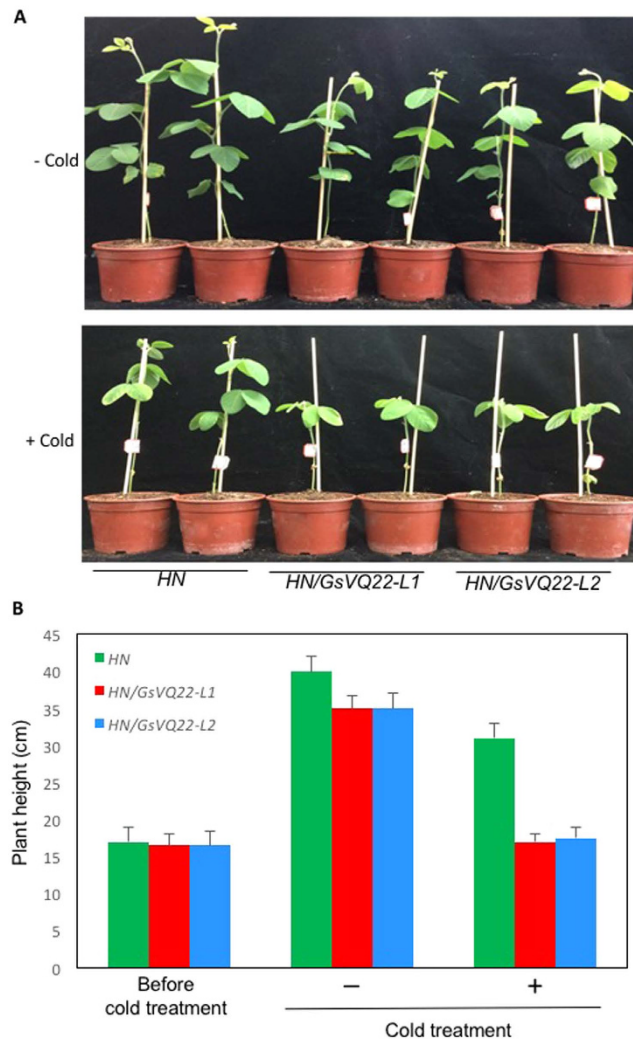 A
- Cold
+ Cold
HN
HN/GsVQ22-L1
HN/GsVQ22-L2
B
Plant height (cm)
45
40
35
30
25
20
15
10
5
0
HN
HN/GsVQ22-L1
HN/GsVQ22-L2
Before
cold treatment
–
+
Cold treatment